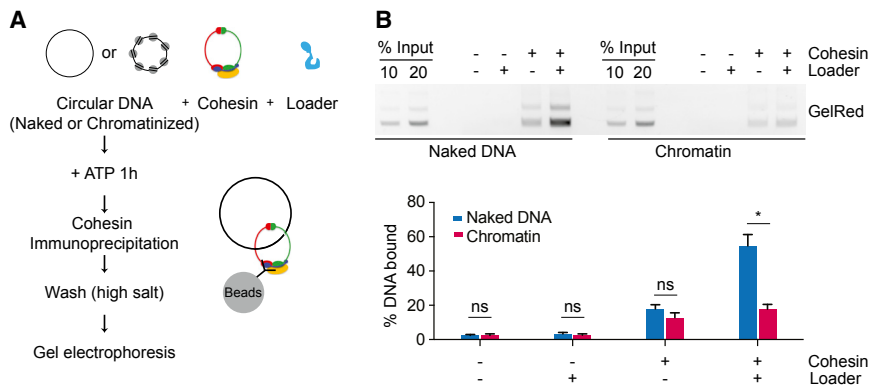 A
or
Circular DNA + Cohesin + Loader
(Naked or Chromatinized)
+ ATP 1h
Cohesin
Immunoprecipitation
Wash (high salt)
Gel electrophoresis
Beads
B
% Input - - + + % Input - - + + Cohesin
10 20 - + - + 10 20 - + - + Loader
GelRed
Naked DNA Chromatin
% DNA bound
80
60
40
20
0
Naked DNA
Chromatin
ns ns ns *
- - + + Cohesin
- + - + Loader